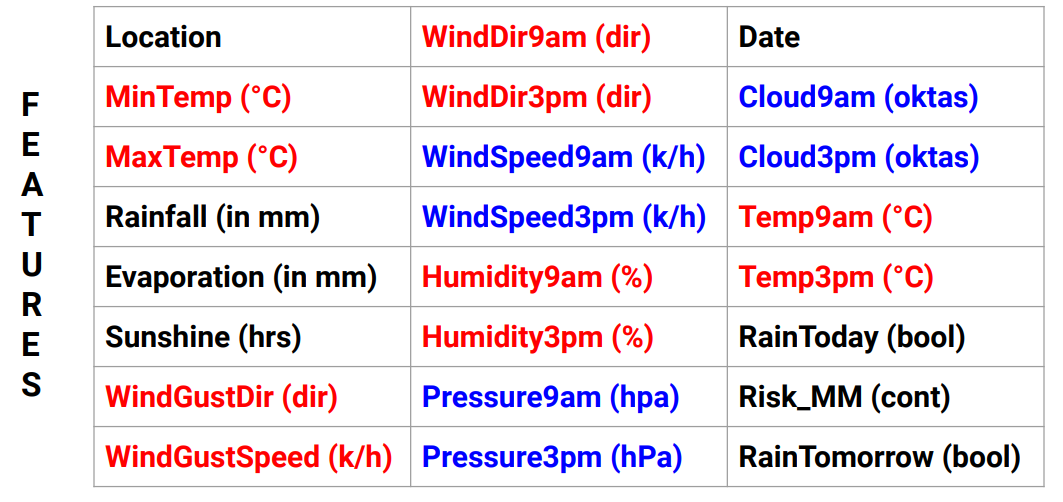 FEATURES
Location WindDir9am (dir) Date
MinTemp (°C) WindDir3pm (dir) Cloud9am (oktas)
MaxTemp (°C) WindSpeed9am (k/h) Cloud3pm (oktas)
Rainfall (in mm) WindSpeed3pm (k/h) Temp9am (°C)
Evaporation (in mm) Humidity9am (%) Temp3pm (°C)
Sunshine (hrs) Humidity3pm (%) RainToday (bool)
WindGustDir (dir) Pressure9am (hpa) Risk_MM (cont)
WindGustSpeed (k/h) Pressure3pm (hPa) RainTomorrow (bool)